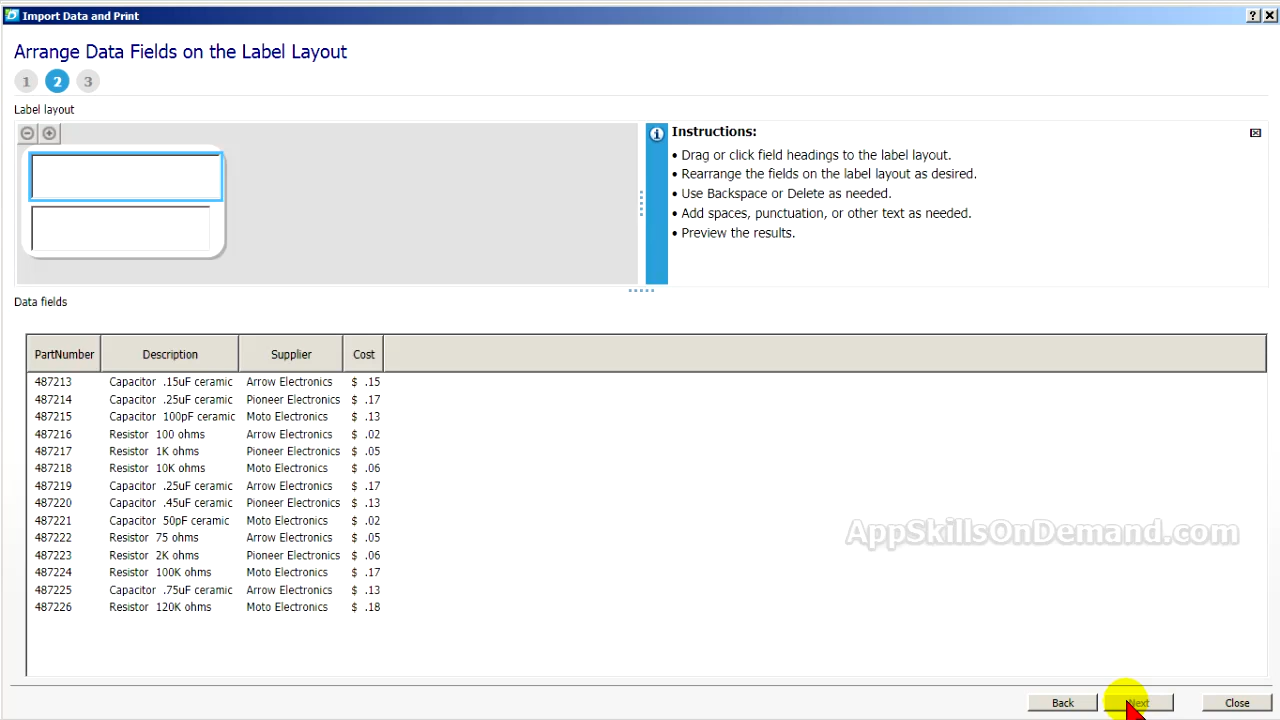 Import Data and Print
Arrange Data Fields on the Label Layout
1 2 3
Label layout
Instructions:
• Drag or click field headings to the label layout.
• Rearrange the fields on the label layout as desired.
• Use Backspace or Delete as needed.
• Add spaces, punctuation, or other text as needed.
• Preview the results.
Data fields
PartNumber Description Supplier Cost
487213 Capacitor .15uF ceramic Arrow Electronics $ .15
487214 Capacitor .25uF ceramic Pioneer Electronics $ .17
487215 Capacitor 100pF ceramic Moto Electronics $ .13
487216 Resistor 100 ohms Arrow Electronics $ .02
487217 Resistor 1K ohms Pioneer Electronics $ .05
487218 Resistor 10K ohms Moto Electronics $ .06
487219 Capacitor .25uF ceramic Arrow Electronics $ .17
487220 Capacitor .45uF ceramic Pioneer Electronics $ .13
487221 Capacitor 50pF ceramic Moto Electronics $ .02
487222 Resistor 75 ohms Arrow Electronics $ .05
487223 Resistor 2K ohms Pioneer Electronics $ .06
487224 Resistor 100K ohms Moto Electronics $ .17
487225 Capacitor .75uF ceramic Arrow Electronics $ .13
487226 Resistor 120K ohms Moto Electronics $ .18
AppSkillsOnDemand.com
Back Next Close